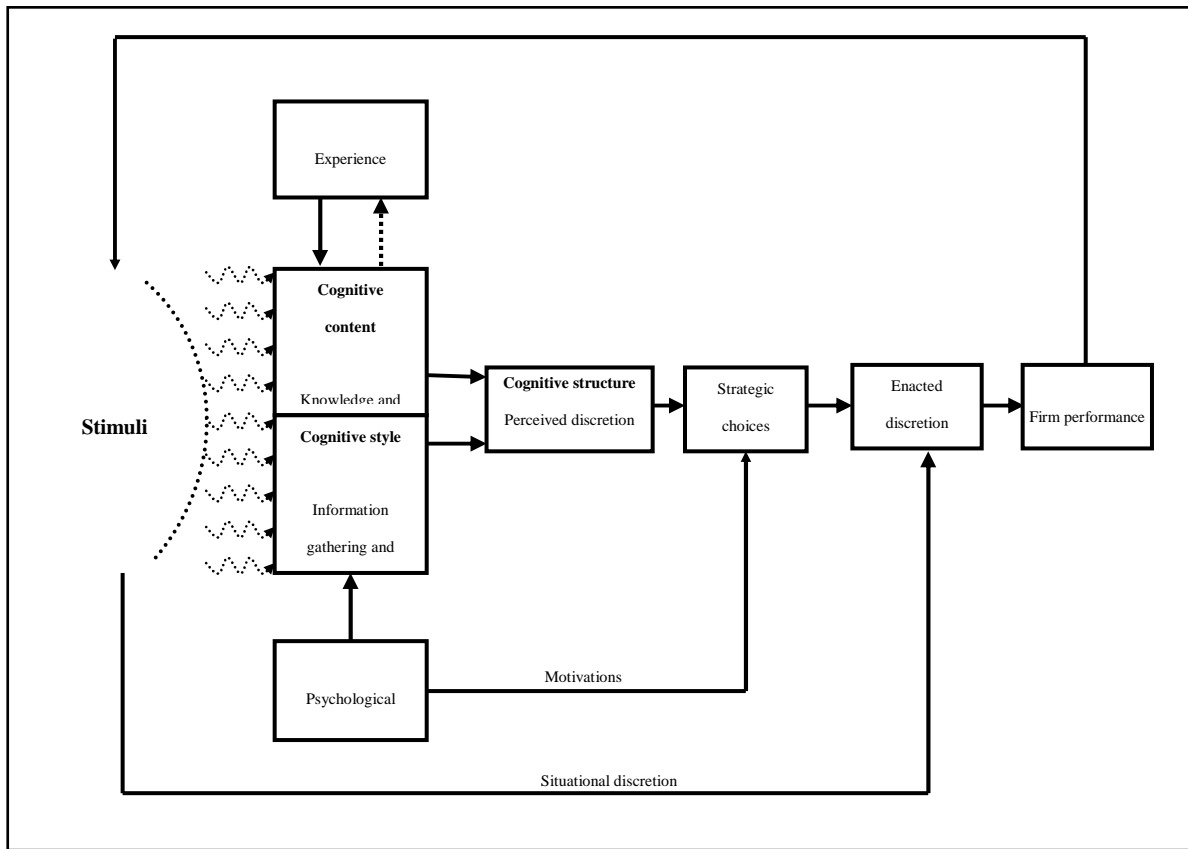 Experience
Cognitive
content
Knowledge and
Stimuli
Cognitive style
Information
gathering and
Cognitive structure
Perceived discretion
Strategic
choices
Enacted
discretion
Firm performance
Psychological
Motivations
Situational discretion